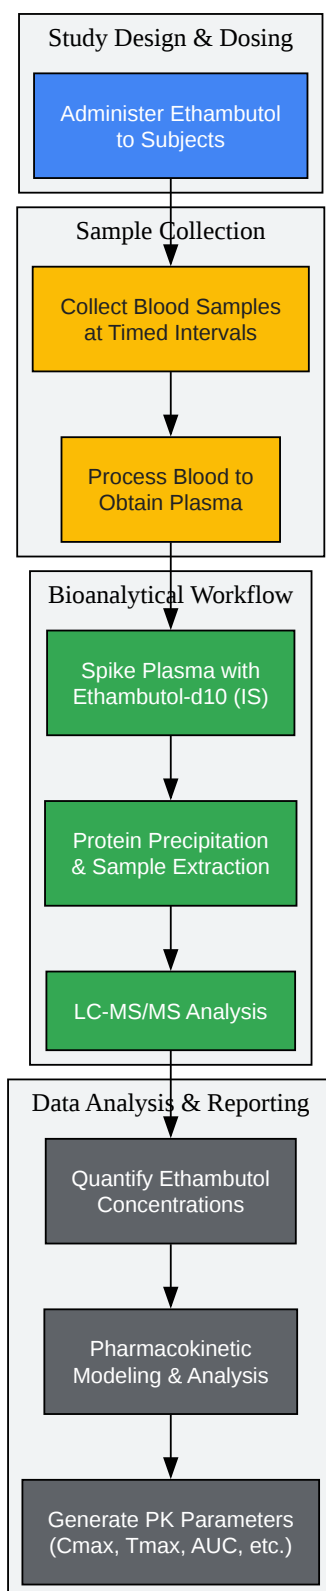 Study Design & Dosing
Administer Ethambutol
to Subjects
Sample Collection
Collect Blood Samples
at Timed Intervals
Process Blood to
Obtain Plasma
Bioanalytical Workflow
Spike Plasma with
Ethambutol-d10 (IS)
Protein Precipitation
& Sample Extraction
LC-MS/MS Analysis
Data Analysis & Reporting
Quantify Ethambutol
Concentrations
Pharmacokinetic
Modeling & Analysis
Generate PK Parameters
(Cmax, Tmax, AUC, etc.)